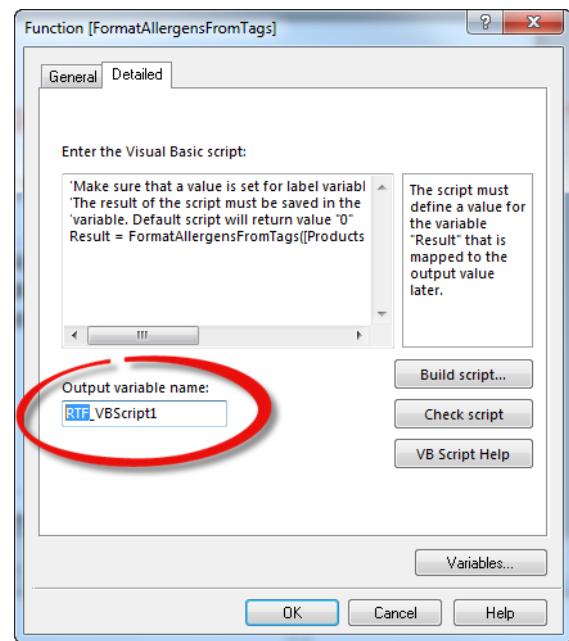 Function [FormatAllergensFromTags]
General
Detailed
Enter the Visual Basic script:
'Make sure that a value is set for label variabl
'The result of the script must be saved in the
'variable. Default script will return value "0"
Result = FormatAllergensFromTags([Products
The script must
define a value for
the variable
"Result" that is
mapped to the
output value
later.
Output variable name:
RTF_VBScript1
Build script...
Check script
VB Script Help
Variables...
OK
Cancel
Help